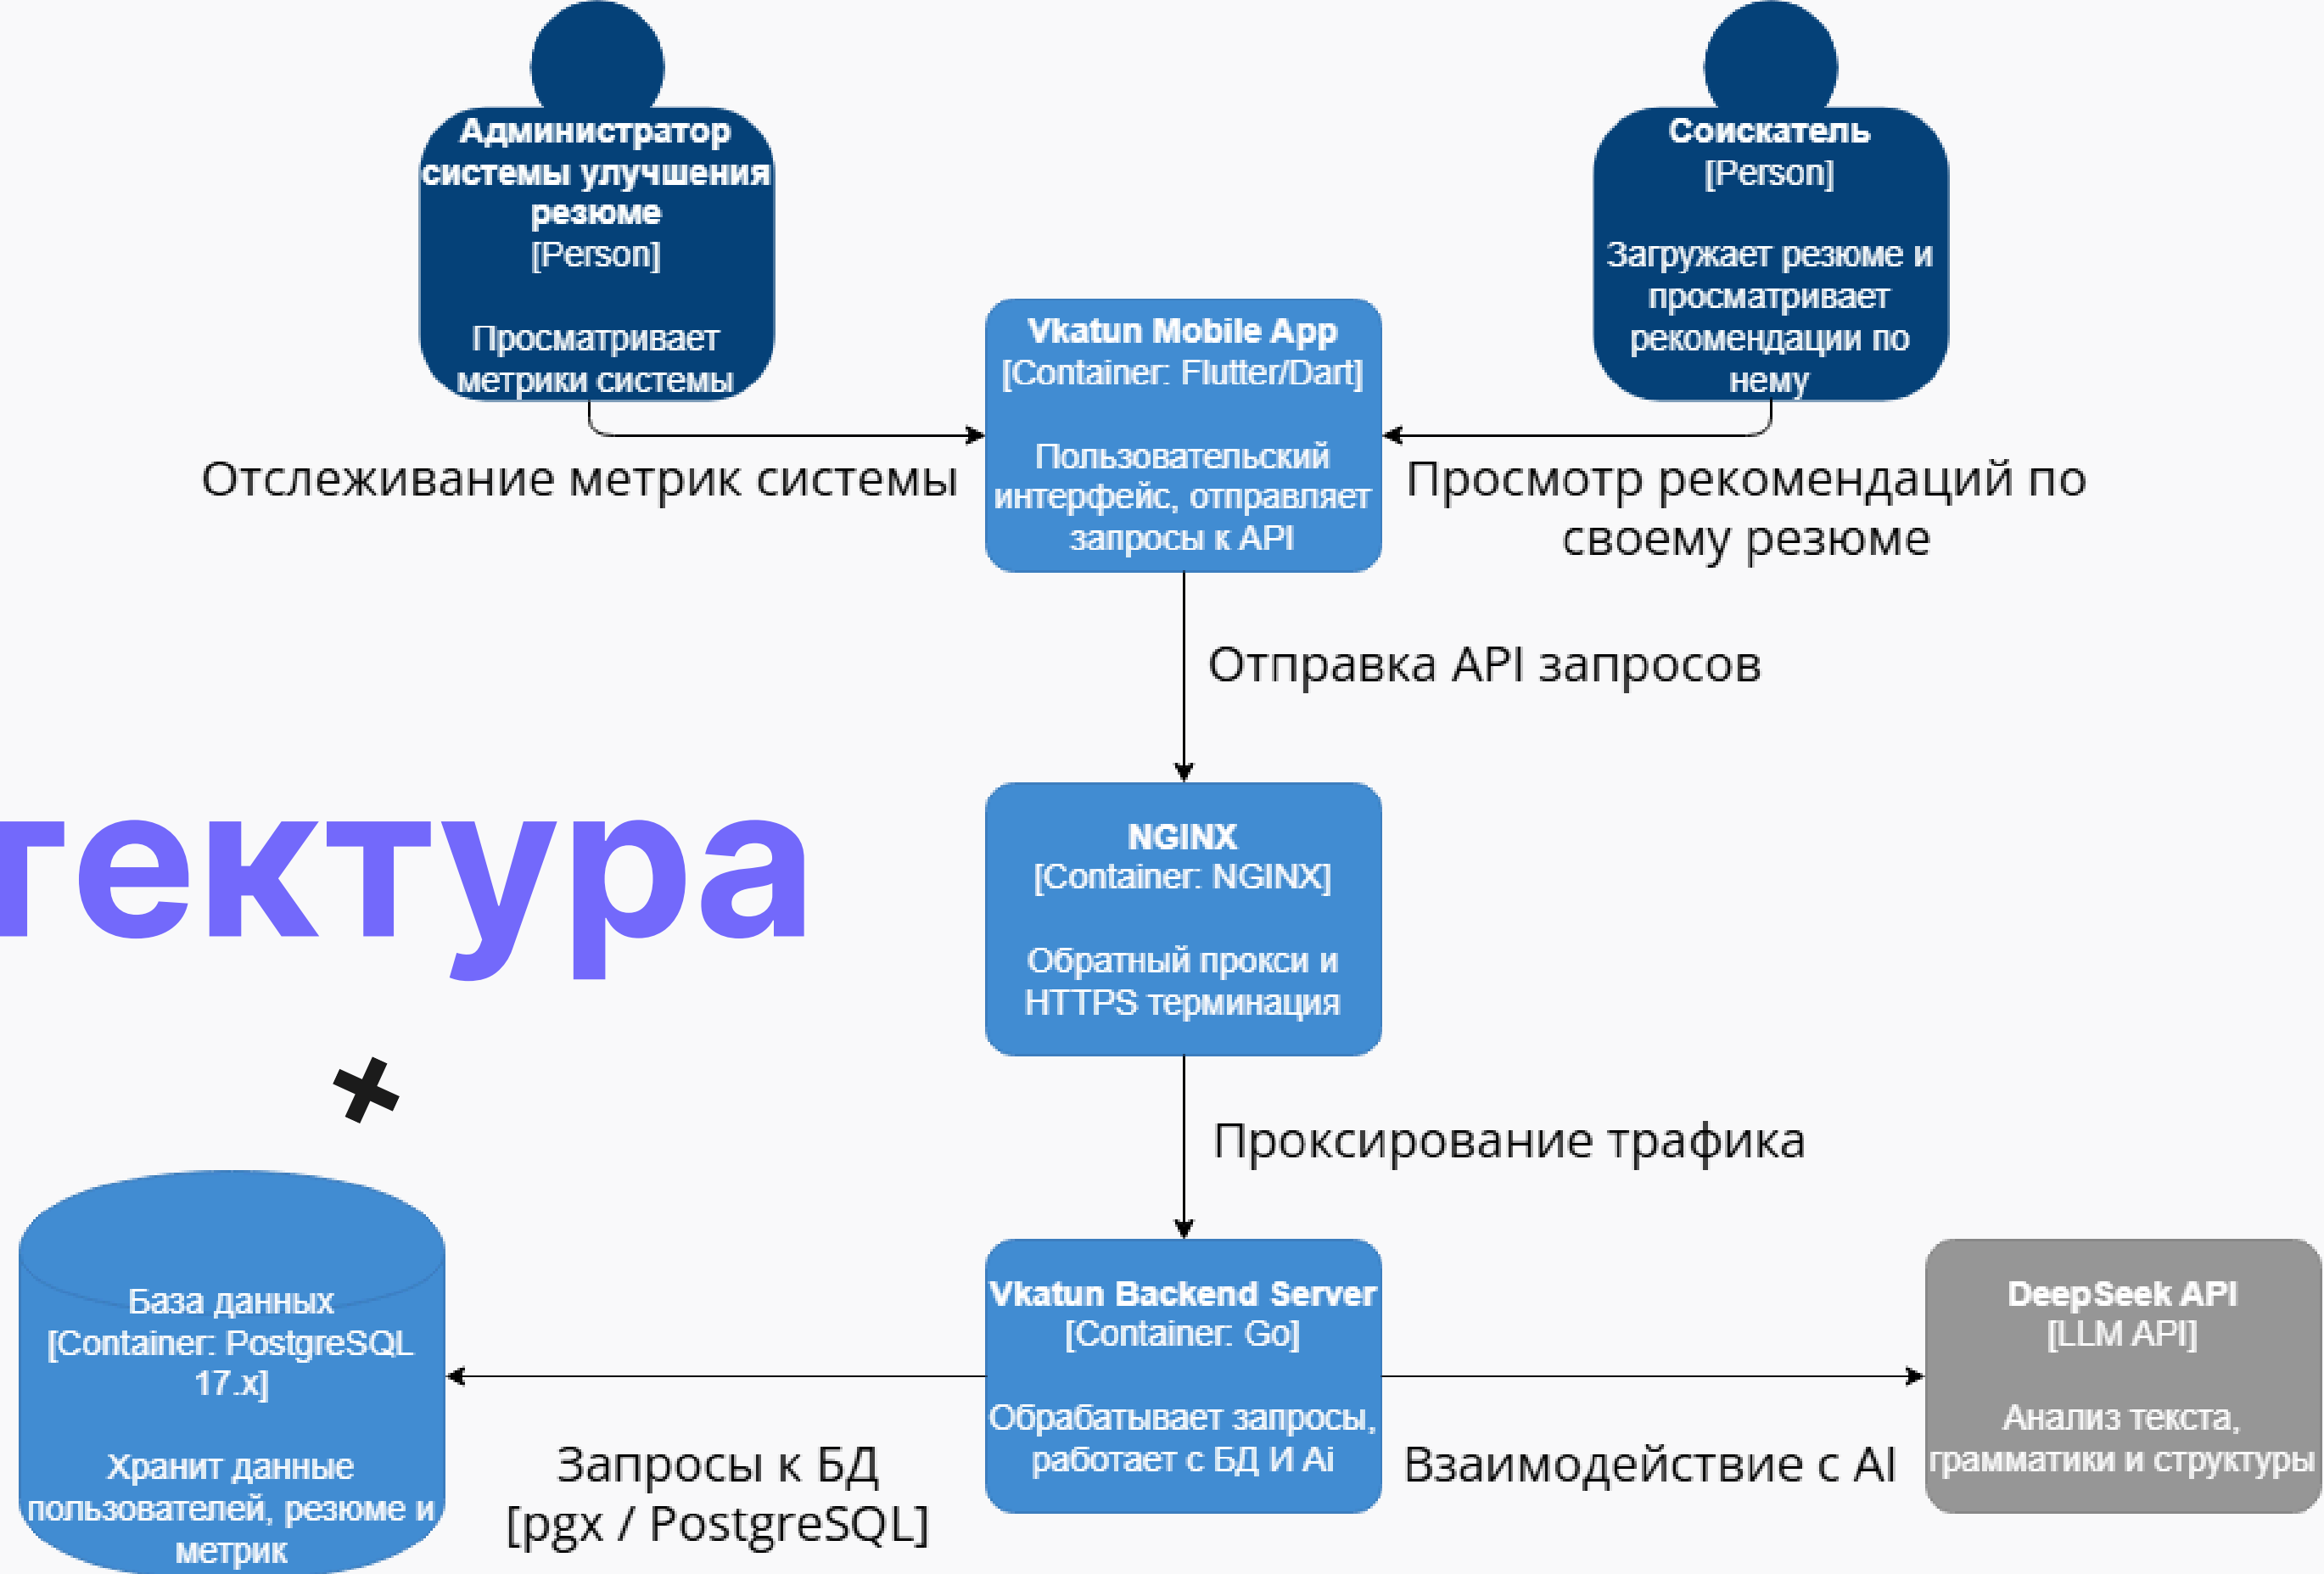 Администратор
системы улучшения
резюме
[Person]
Просматривает
метрики системы
Соискатель
[Person]
Загружает резюме и
просматривает
рекомендации по
нему
Vkatun Mobile App
[Container: Flutter/Dart]
Пользовательский
интерфейс, отправляет
запросы к API
Отслеживание метрик системы
Просмотр рекомендаций по
своему резюме
Отправка API запросов
тектура
NGINX
[Container: NGINX]
Обратный прокси и
HTTPS терминация
Проксирование трафика
База данных
[Container: PostgreSQL
17.x]
Хранит данные
пользователей, резюме и
метрик
Запросы к БД
[pgx / PostgreSQL]
Vkatun Backend Server
[Container: Go]
Обрабатывает запросы,
работает с БД И Ai
Взаимодействие с AI
DeepSeek API
[LLM API]
Анализ текста,
грамматики и структуры